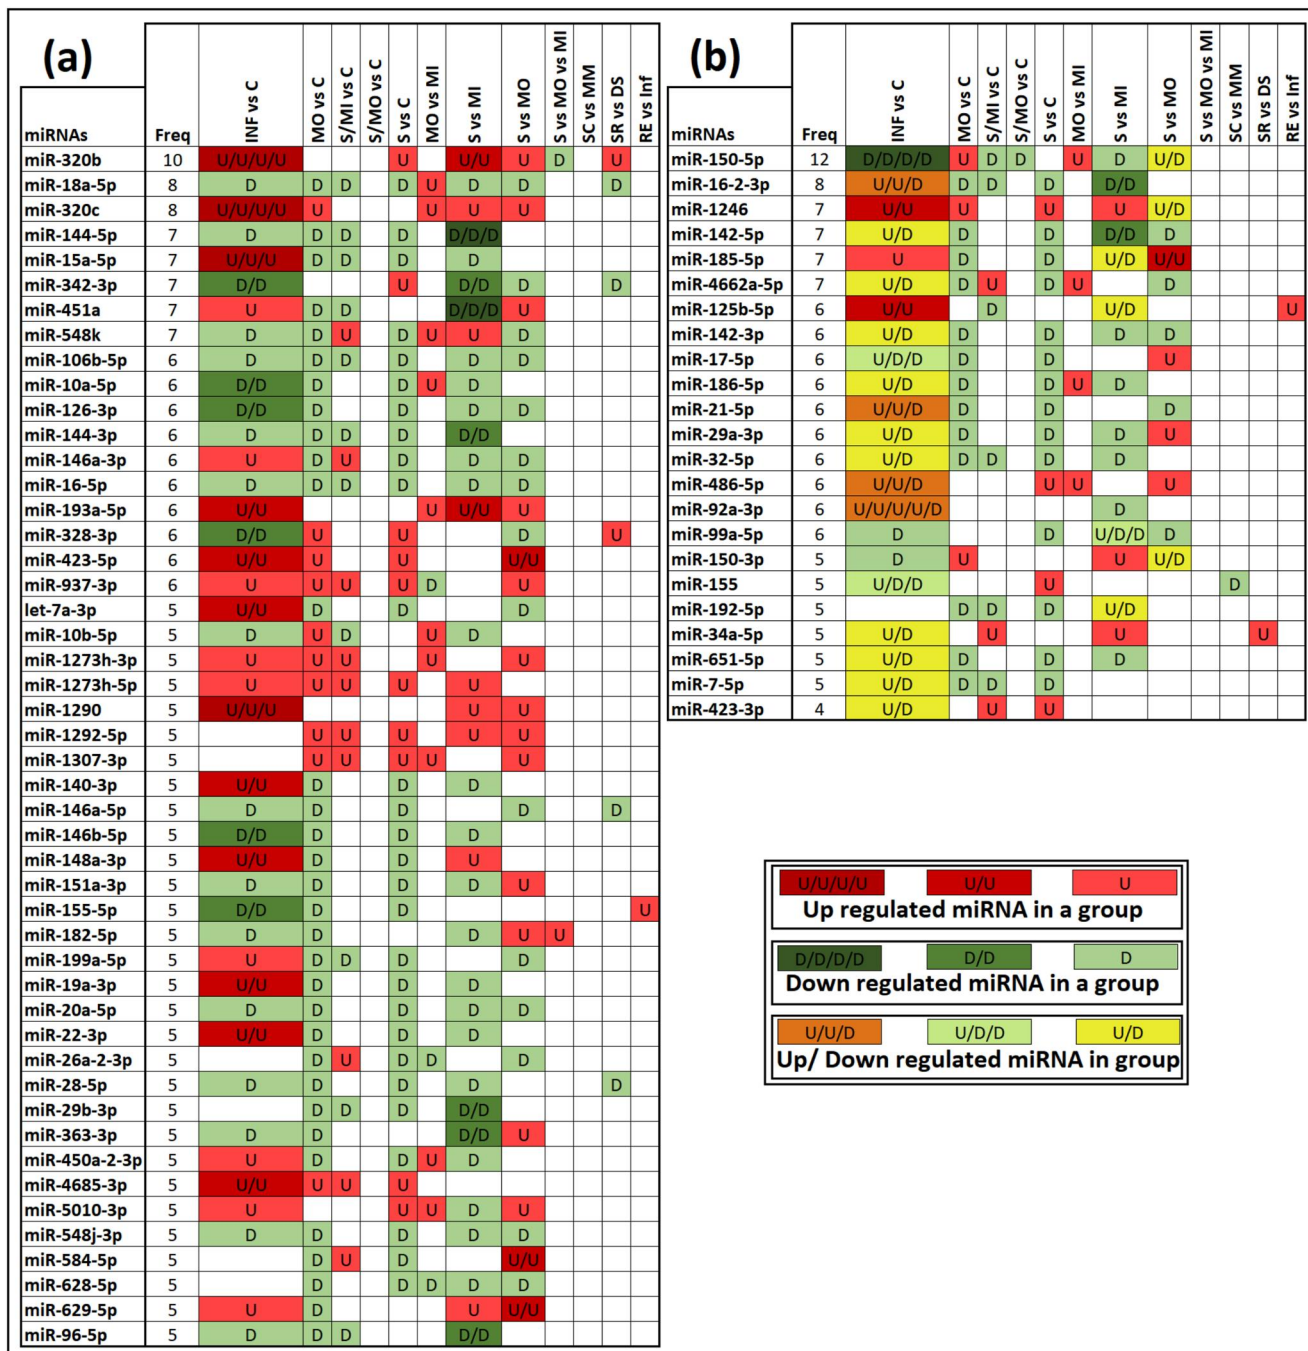 (a)
miRNAs Freq INF vs C MO vs C S/MI vs C S/MO vs C S vs C MO vs MI S vs MI S vs MO S vs MO vs MI SC vs MM SR vs DS RE vs Inf
miR-320b 10 U/U/U/U U U/U U D U
miR-18a-5p 8 D D D D U D D D
miR-320c 8 U/U/U/U U U U U
miR-144-5p 7 D D D D D/D/D
miR-15a-5p 7 U/U/U D D D D
miR-342-3p 7 D/D U D/D D D
miR-451a 7 U D D D/D/D U
miR-548k 7 D D U D U U D
miR-106b-5p 6 D D D D D D
miR-10a-5p 6 D/D D D U D
miR-126-3p 6 D/D D D D D
miR-144-3p 6 D D D D D/D
miR-146a-3p 6 U D U D D D
miR-16-5p 6 D D D D D D
miR-193a-5p 6 U/U U U/U U
miR-328-3p 6 D/D U U D U
miR-423-5p 6 U/U U U U/U
miR-937-3p 6 U U U U D U
let-7a-3p 5 U/U D D D
miR-10b-5p 5 D U D U D
miR-1273h-3p 5 U U U U U
miR-1273h-5p 5 U U U U U
miR-1290 5 U/U/U U U
miR-1292-5p 5 U U U U U
miR-1307-3p 5 U U U U U
miR-140-3p 5 U/U D D D
miR-146a-5p 5 D D D D D
miR-146b-5p 5 D/D D D D
miR-148a-3p 5 U/U D D U
miR-151a-3p 5 D D D D U
miR-155-5p 5 D/D D D U
miR-182-5p 5 D D D U U
miR-199a-5p 5 U D D D D
miR-19a-3p 5 U/U D D D
miR-20a-5p 5 D D D D D
miR-22-3p 5 U/U D D D
miR-26a-2-3p 5 D U D D D
miR-28-5p 5 D D D D D
miR-29b-3p 5 D D D D/D
miR-363-3p 5 D D D/D U
miR-450a-2-3p 5 U D D U D
miR-4685-3p 5 U/U U U U
miR-5010-3p 5 U U U D U
miR-548j-3p 5 D D D D D
miR-584-5p 5 D U D U/U
miR-628-5p 5 D D D D D
miR-629-5p 5 U D U U/U
miR-96-5p 5 D D D D/D
(b)
miRNAs Freq INF vs C MO vs C S/MI vs C S/MO vs C S vs C MO vs MI S vs MI S vs MO S vs MO vs MI SC vs MM SR vs DS RE vs Inf
miR-150-5p 12 D/D/D/D U D D U D U/D
miR-16-2-3p 8 U/U/D D D D D/D
miR-1246 7 U/U U U U U/D
miR-142-5p 7 U/D D D D/D D
miR-185-5p 7 U D D U/D U/U
miR-4662a-5p 7 U/D D U D U D
miR-125b-5p 6 U/U D U/D U
miR-142-3p 6 U/D D D D D
miR-17-5p 6 U/D/D D D U
miR-186-5p 6 U/D D D U D
miR-21-5p 6 U/U/D D D D
miR-29a-3p 6 U/D D D D U
miR-32-5p 6 U/D D D D D
miR-486-5p 6 U/U/D U U U
miR-92a-3p 6 U/U/U/U/D D
miR-99a-5p 6 D D U/D/D D
miR-150-3p 5 D U U U/D
miR-155 5 U/D/D U D
miR-192-5p 5 D D D U/D
miR-34a-5p 5 U/D U U U
miR-651-5p 5 U/D D D D
miR-7-5p 5 U/D D D D
miR-423-3p 4 U/D U U
U/U/U/U U/U U
Up regulated miRNA in a group
D/D/D/D D/D D
Down regulated miRNA in a group
U/U/D U/D/D U/D
Up/ Down regulated miRNA in group